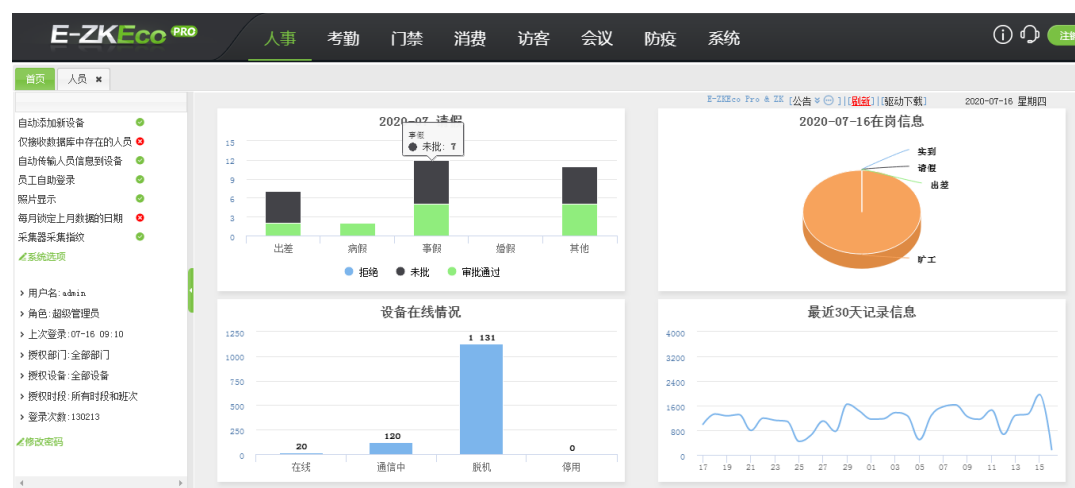 E-ZKEco PRO
人事 考勤 门禁 消费 访客 会议 防疫 系统
首页 人员 ×
E-ZKEco Pro & ZK [公告 ] [刷新] [驱动下载] 2020-07-16 星期四
自动添加新设备
仅接收数据库中存在的人员
自动传输人员信息到设备
员工自助登录
照片显示
每月锁定上月数据的日期
采集器采集指纹
系统选项
用户名:admin
角色:超级管理员
上次登录:07-16 09:10
授权部门:全部部门
授权设备:全部设备
授权时段:所有时段和班次
登录次数:130213
修改密码
2020-07 请假
事假
未批: 7
15
12
9
6
3
0
出差 病假 事假 婚假 其他
拒绝 未批 审批通过
2020-07-16在岗信息
实到
请假
出差
旷工
设备在线情况
1250
1000
750
500
250
0
20 120 1 131 0
在线 通信中 脱机 停用
最近30天记录信息
4000
3200
2400
1600
800
0
17 19 21 23 25 27 29 01 03 05 07 09 11 13 15